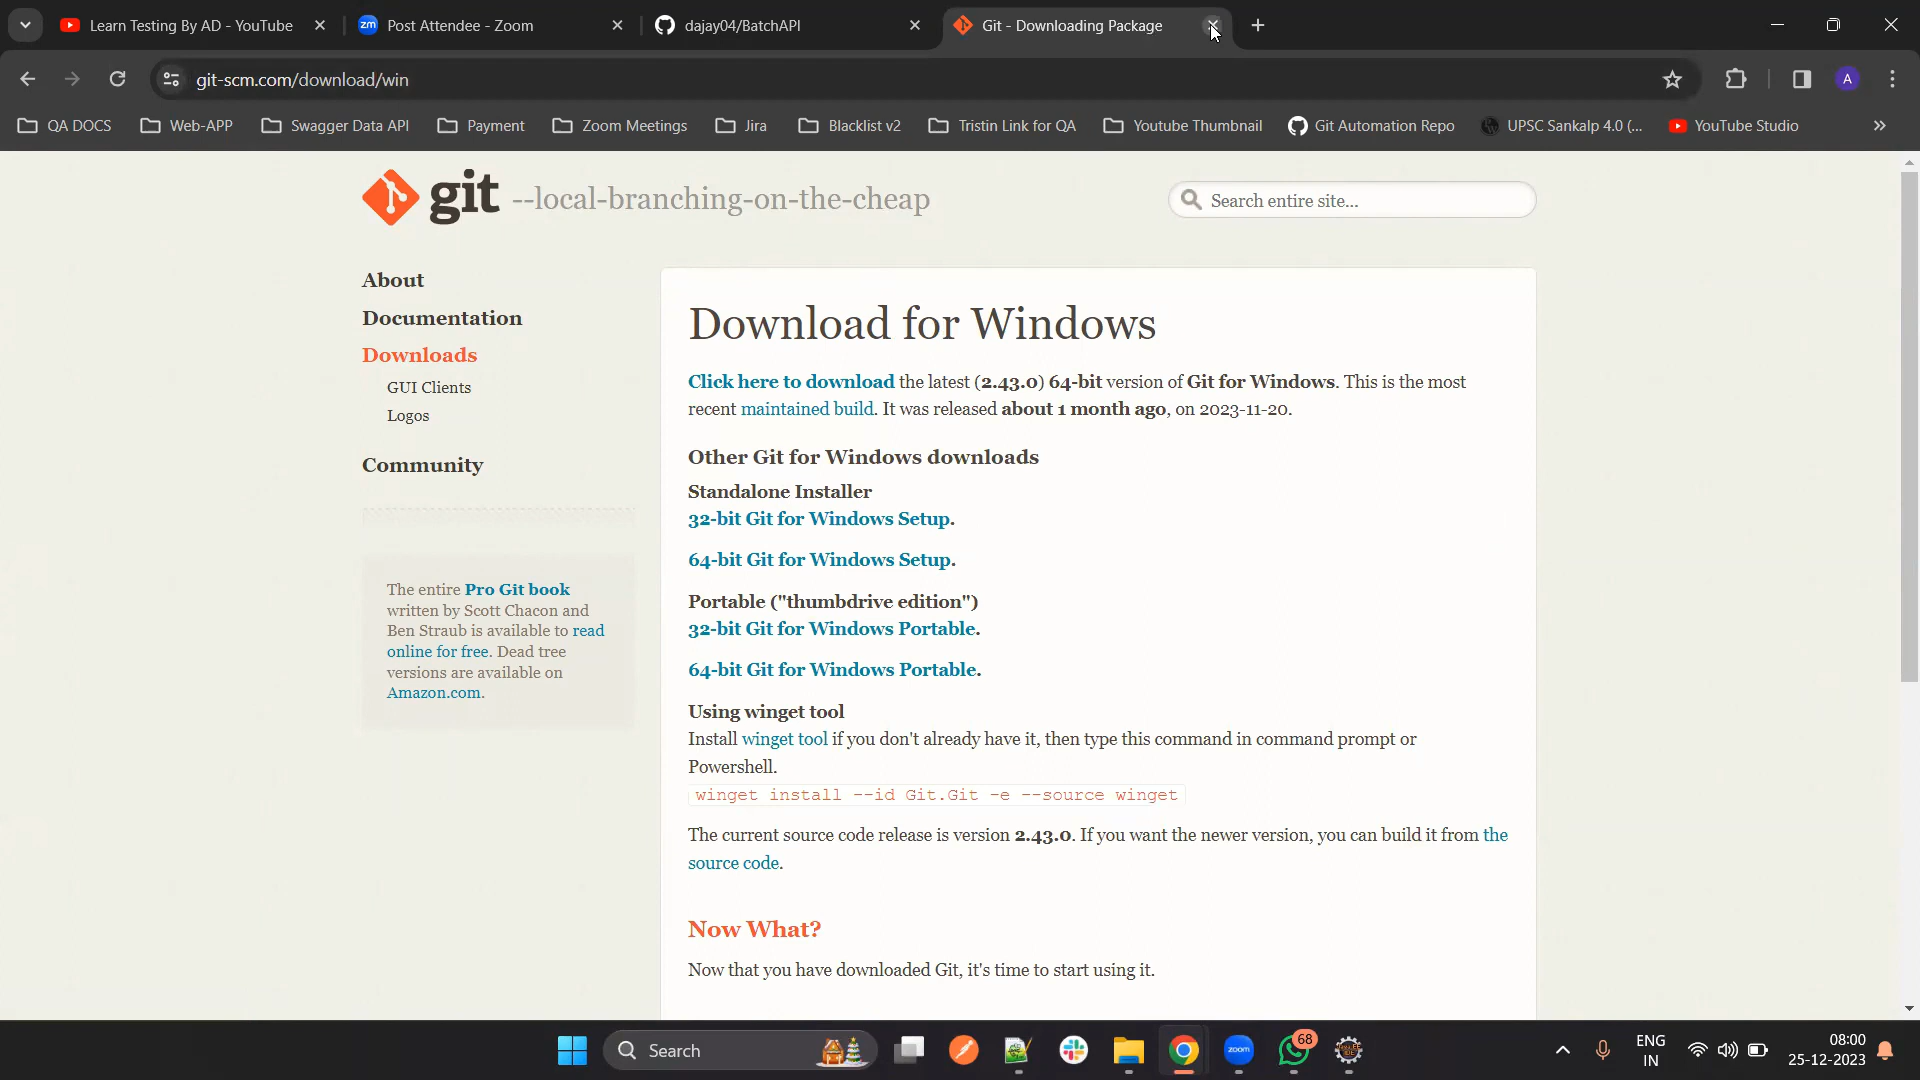 Learn Testing By AD - YouTube
zm Post Attendee - Zoom
dajay04/BatchAPI
Git - Downloading Package
git-scm.com/download/win
A
QA DOCS
Web-APP
Swagger Data API
Payment
Zoom Meetings
Jira
Blacklist v2
Tristin Link for QA
Youtube Thumbnail
Git Automation Repo
UPSC Sankalp 4.0 (...
YouTube Studio
»
git --local-branching-on-the-cheap
Search entire site...
About
Documentation
Downloads
GUI Clients
Logos
Community
The entire Pro Git book
written by Scott Chacon and
Ben Straub is available to read
online for free. Dead tree
versions are available on
Amazon.com.
Download for Windows
Click here to download the latest (2.43.0) 64-bit version of Git for Windows. This is the most
recent maintained build. It was released about 1 month ago, on 2023-11-20.
Other Git for Windows downloads
Standalone Installer
32-bit Git for Windows Setup.
64-bit Git for Windows Setup.
Portable ("thumbdrive edition")
32-bit Git for Windows Portable.
64-bit Git for Windows Portable.
Using winget tool
Install winget tool if you don't already have it, then type this command in command prompt or
Powershell.
winget install --id Git.Git -e --source winget
The current source code release is version 2.43.0. If you want the newer version, you can build it from the
source code.
Now What?
Now that you have downloaded Git, it's time to start using it.
Search
zoom
68
ENG
IN
08:00
25-12-2023